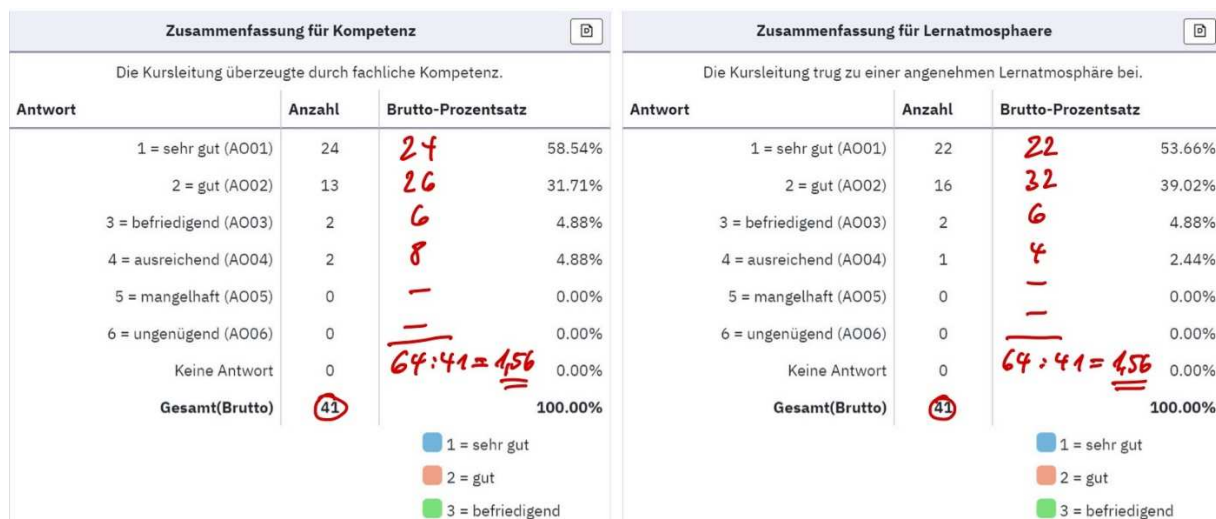 Zusammenfassung für Kompetenz
Die Kursleitung überzeugte durch fachliche Kompetenz.
Antwort Anzahl Brutto-Prozentsatz
1 = sehr gut (AO01) 24 24 58.54%
2 = gut (AO02) 13 26 31.71%
3 = befriedigend (AO03) 2 6 4.88%
4 = ausreichend (AO04) 2 8 4.88%
5 = mangelhaft (AO05) 0 – 0.00%
6 = ungenügend (AO06) 0 – 0.00%
Keine Antwort 0 64:41=1,56 0.00%
Gesamt(Brutto) 41 100.00%
1 = sehr gut
2 = gut
3 = befriedigend
Zusammenfassung für Lernatmosphaere
Die Kursleitung trug zu einer angenehmen Lernatmosphäre bei.
Antwort Anzahl Brutto-Prozentsatz
1 = sehr gut (AO01) 22 22 53.66%
2 = gut (AO02) 16 32 39.02%
3 = befriedigend (AO03) 2 6 4.88%
4 = ausreichend (AO04) 1 4 2.44%
5 = mangelhaft (AO05) 0 – 0.00%
6 = ungenügend (AO06) 0 – 0.00%
Keine Antwort 0 64:41=1,56 0.00%
Gesamt(Brutto) 41 100.00%
1 = sehr gut
2 = gut
3 = befriedigend